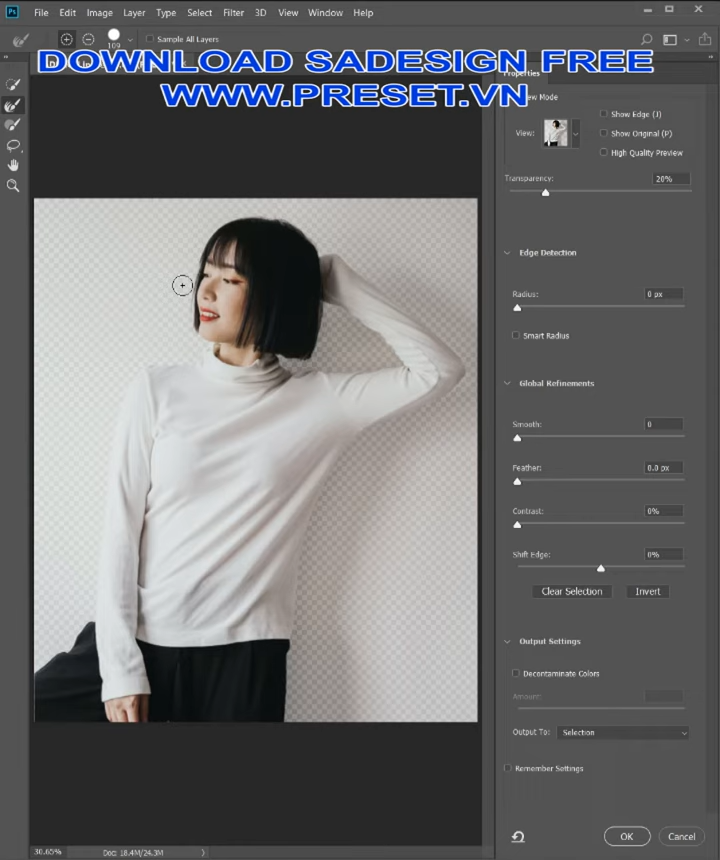 Ps File Edit Image Layer Type Select Filter 3D View Window Help
109 Sample All Layers
DOWNLOAD SADESIGN FREE
WWW.PRESET.VN
Properties
View Mode
Show Edge (J)
View:
Show Original (P)
High Quality Preview
Transparency: 20%
Edge Detection
Radius: 0 px
Smart Radius
Global Refinements
Smooth: 0
Feather: 0.0 px
Contrast: 0%
Shift Edge: 0%
Clear Selection Invert
Output Settings
Decontaminate Colors
Amount:
Output To: Selection
Remember Settings
OK Cancel
30.65% Doc: 18.4M/24.3M